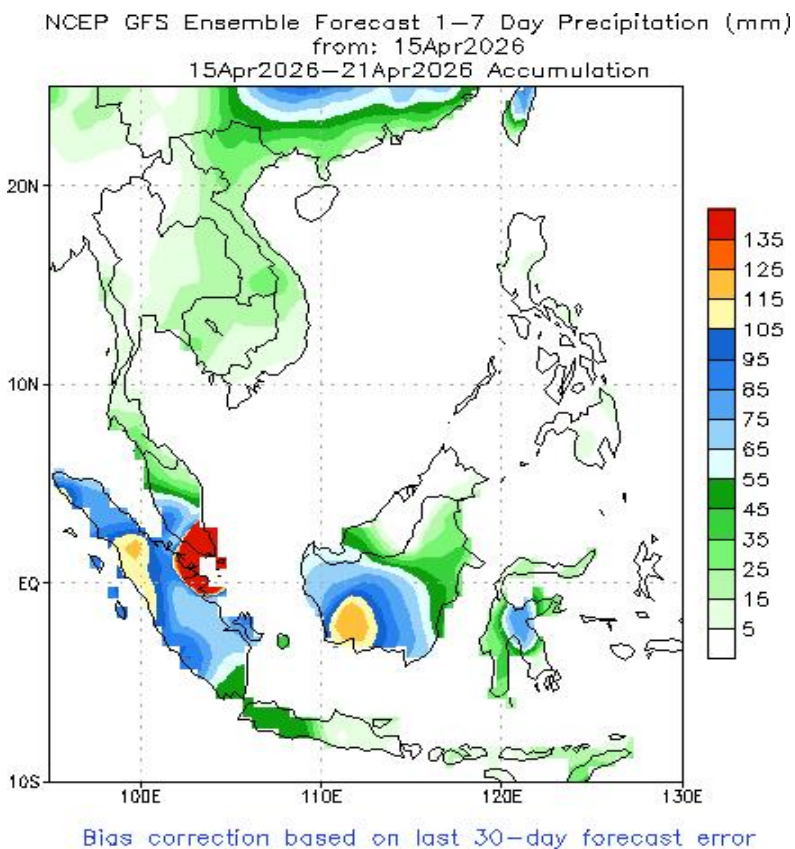 NCEP GFS Ensemble Forecast 1–7 Day Precipitation (mm)
from: 15Apr2026
15Apr2026–21Apr2026 Accumulation
20N
10N
EQ
10S
100E
110E
120E
130E
135
125
115
105
95
85
75
65
55
45
35
25
15
5
Bias correction based on last 30–day forecast error